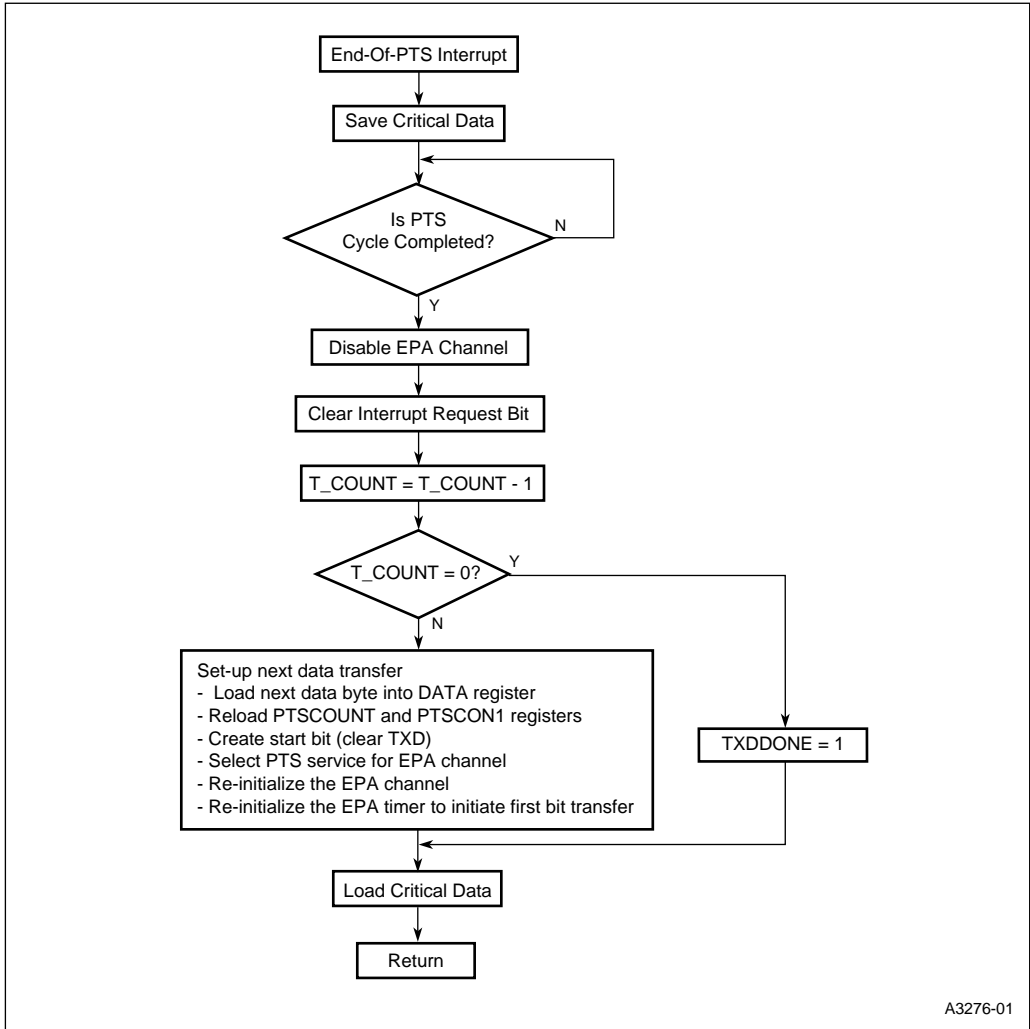 End-Of-PTS Interrupt
Save Critical Data
Is PTS
Cycle Completed?
N
Y
Disable EPA Channel
Clear Interrupt Request Bit
T_COUNT = T_COUNT - 1
T_COUNT = 0?
Y
N
Set-up next data transfer
- Load next data byte into DATA register
- Reload PTSCOUNT and PTSCON1 registers
- Create start bit (clear TXD)
- Select PTS service for EPA channel
- Re-initialize the EPA channel
- Re-initialize the EPA timer to initiate first bit transfer
TXDDONE = 1
Load Critical Data
Return
A3276-01